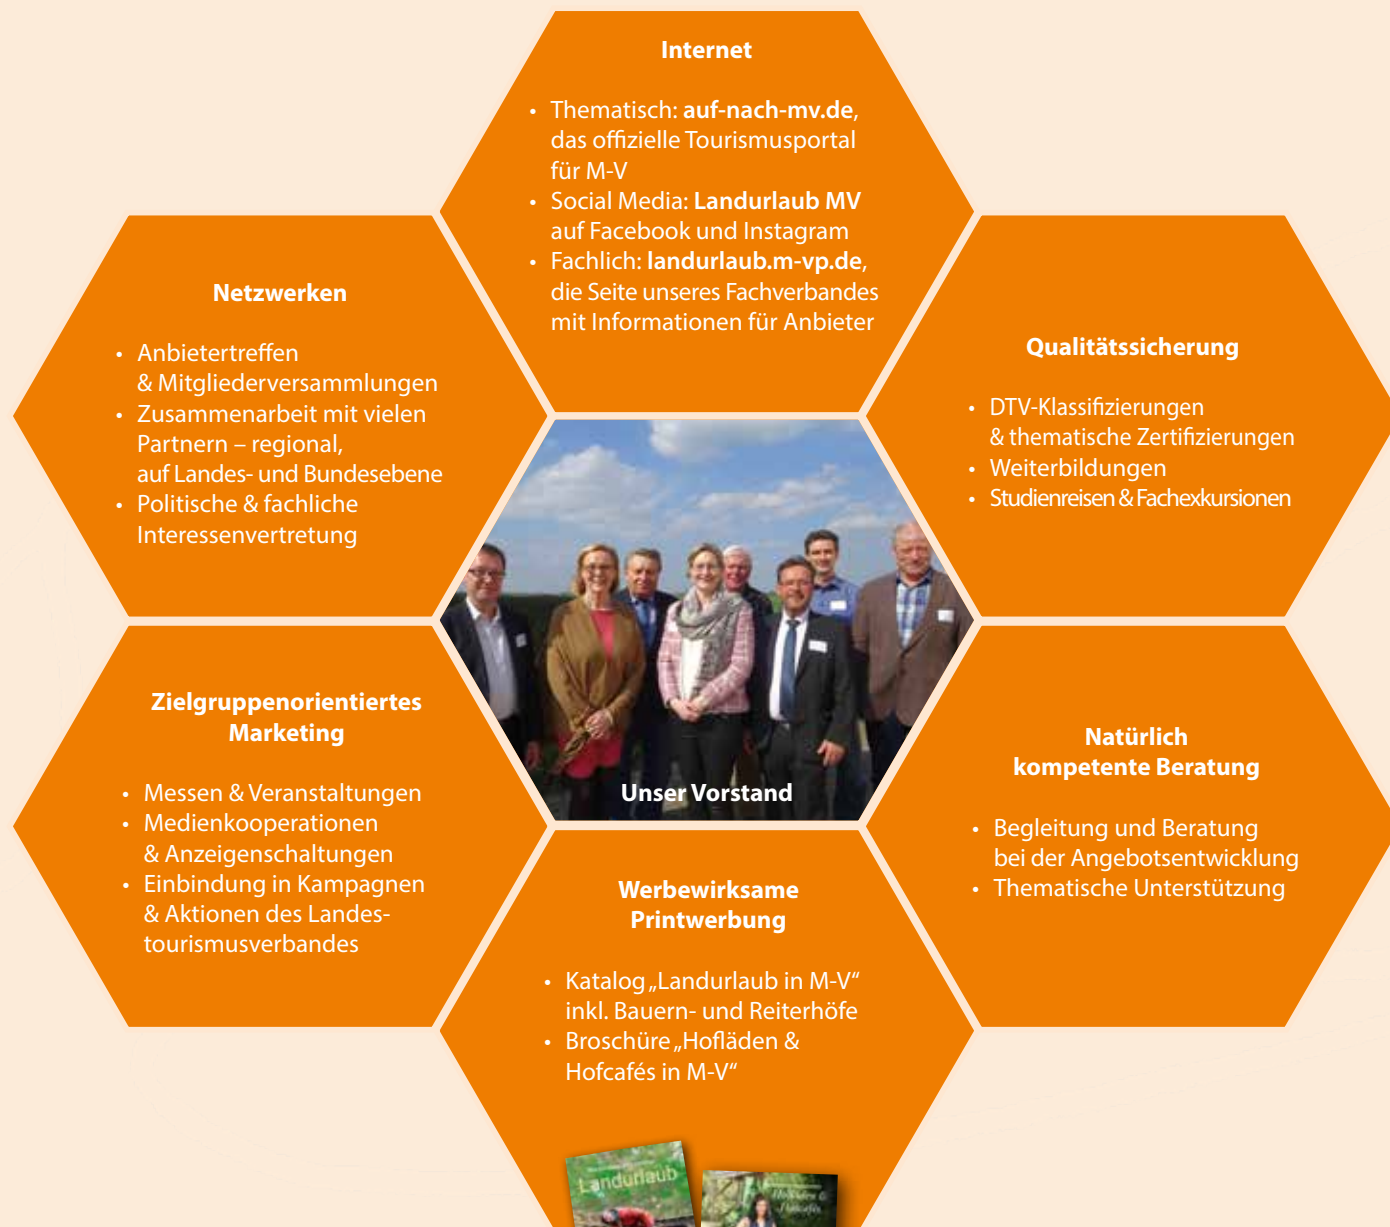 Internet
• Thematisch: auf-nach-mv.de,
das offizielle Tourismusportal
für M-V
• Social Media: Landurlaub MV
auf Facebook und Instagram
• Fachlich: landurlaub.m-vp.de,
die Seite unseres Fachverbandes
mit Informationen für Anbieter
Netzwerken
• Anbietertreffen
& Mitgliederversammlungen
• Zusammenarbeit mit vielen
Partnern – regional,
auf Landes- und Bundesebene
• Politische & fachliche
Interessenvertretung
Qualitätssicherung
• DTV-Klassifizierungen
& thematische Zertifizierungen
• Weiterbildungen
• Studienreisen & Fachexkursionen
Unser Vorstand
Zielgruppenorientiertes
Marketing
• Messen & Veranstaltungen
• Medienkooperationen
& Anzeigenschaltungen
• Einbindung in Kampagnen
& Aktionen des Landes-
tourismusverbandes
Natürlich
kompetente Beratung
• Begleitung und Beratung
bei der Angebotsentwicklung
• Thematische Unterstützung
Werbewirksame
Printwerbung
• Katalog „Landurlaub in M-V“
inkl. Bauern- und Reiterhöfe
• Broschüre „Hofläden &
Hofcafés in M-V“
Landurlaub
Hofläden &
Hofcafés